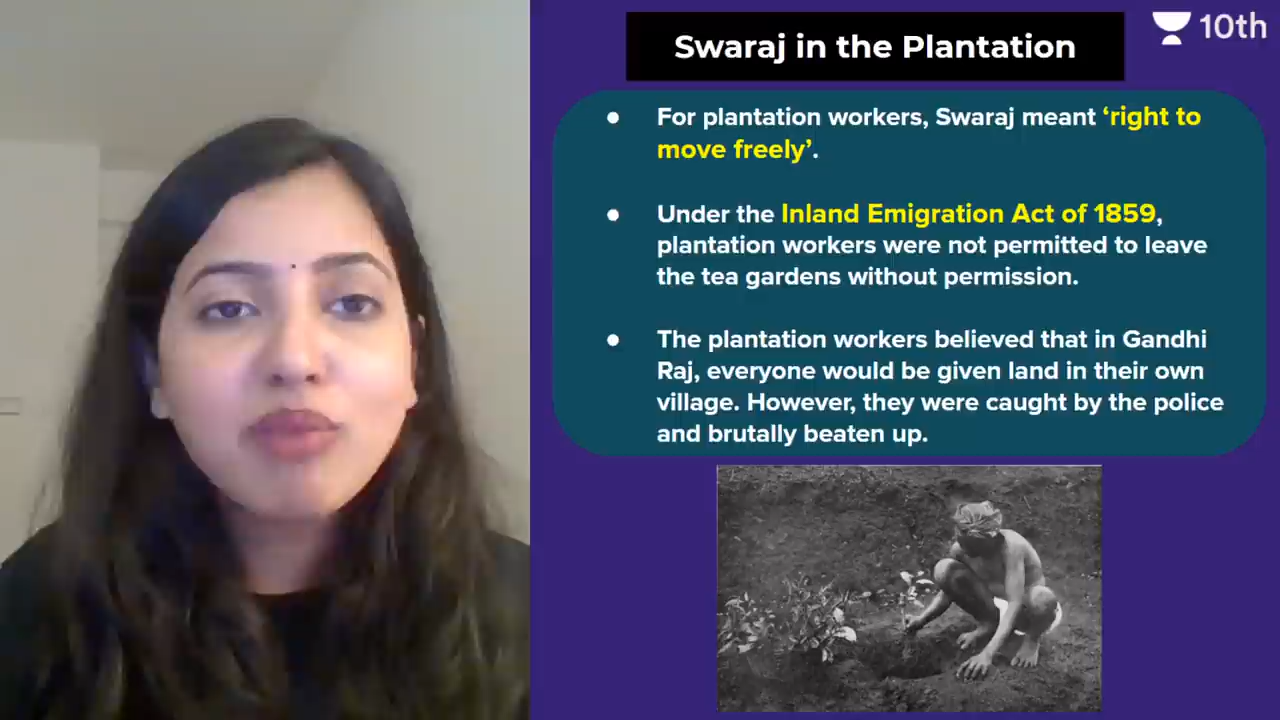 Swaraj in the Plantation
10th
● For plantation workers, Swaraj meant ‘right to
move freely’.
● Under the Inland Emigration Act of 1859,
plantation workers were not permitted to leave
the tea gardens without permission.
● The plantation workers believed that in Gandhi
Raj, everyone would be given land in their own
village. However, they were caught by the police
and brutally beaten up.